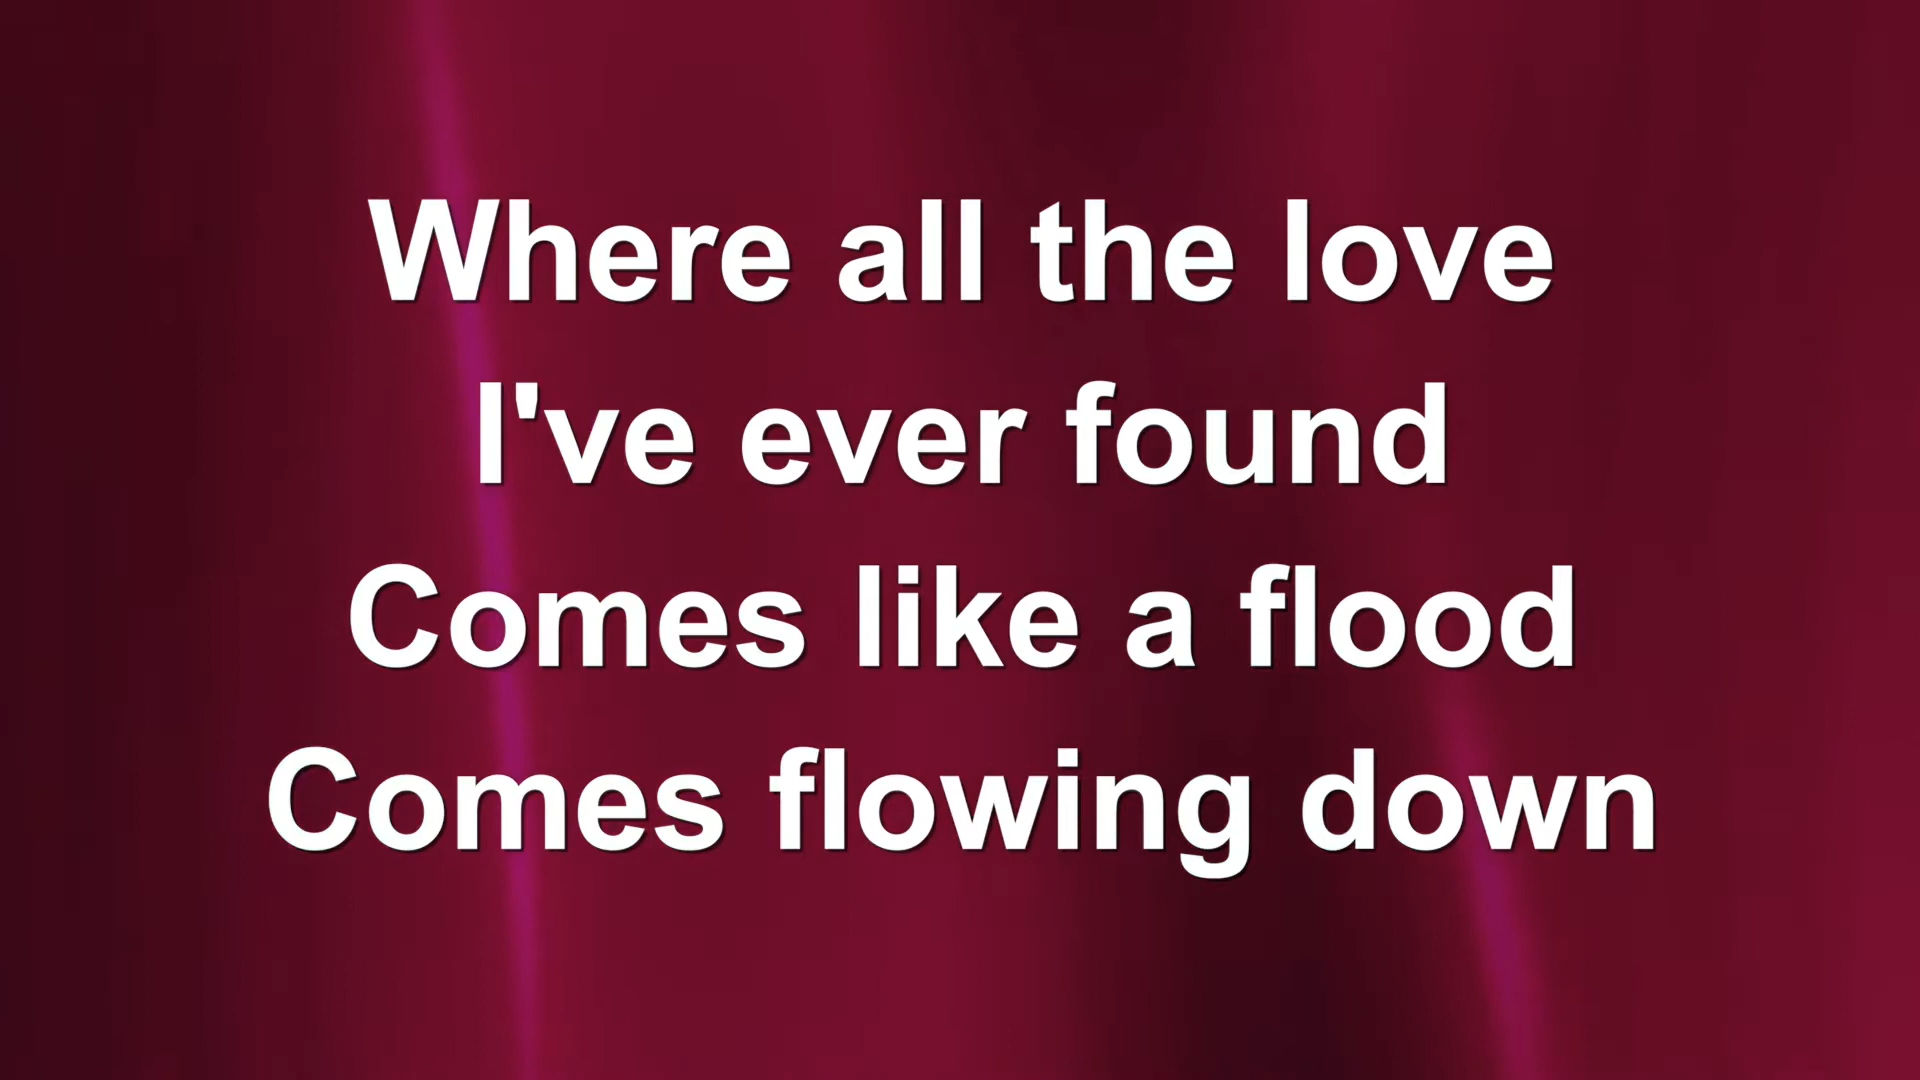 Where all the love
I've ever found
Comes like a flood
Comes flowing down